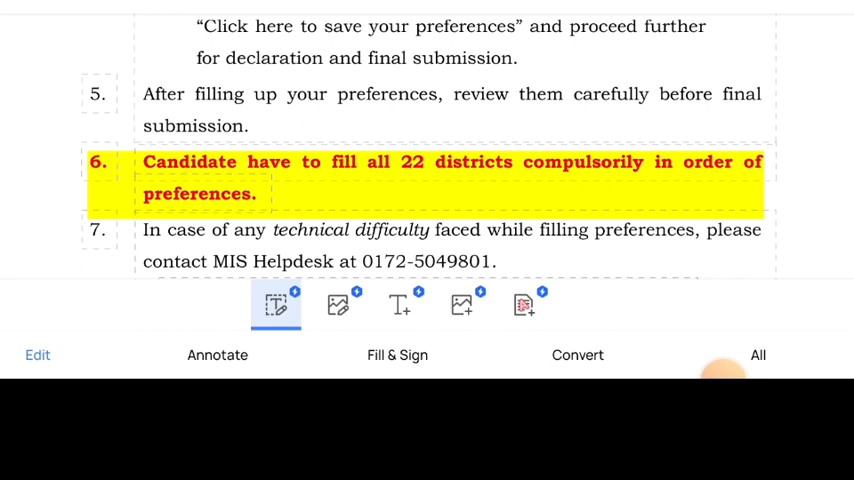 “Click here to save your preferences” and proceed further
for declaration and final submission.
5. After filling up your preferences, review them carefully before final
submission.
6. Candidate have to fill all 22 districts compulsorily in order of
preferences.
7. In case of any technical difficulty faced while filling preferences, please
contact MIS Helpdesk at 0172-5049801.
Edit Annotate Fill & Sign Convert All